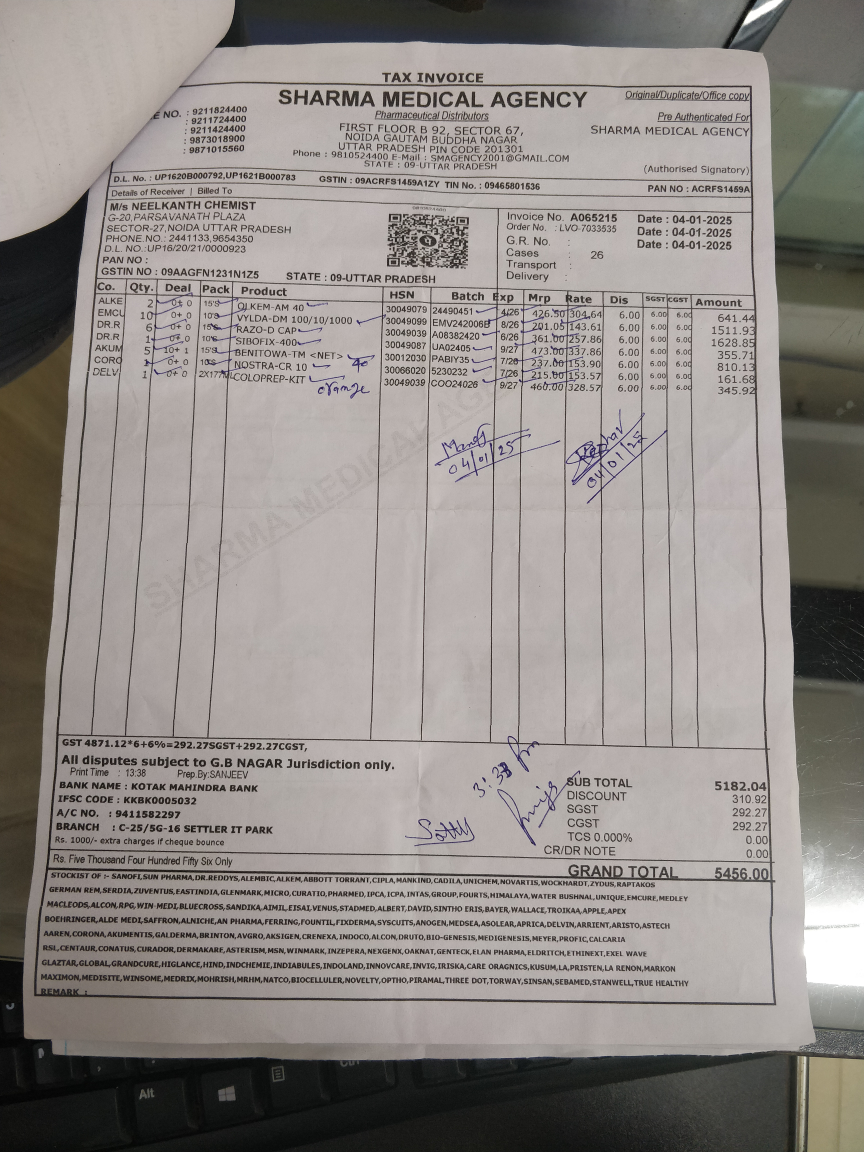 TAX INVOICE
Original/Duplicate/Office copy
SHARMA MEDICAL AGENCY
E NO. : 9211824400
: 9211724400
: 9211424400
: 9873018900
: 9871015560
Pharmaceutical Distributors
FIRST FLOOR B 92, SECTOR 67,
NOIDA GAUTAM BUDDHA NAGAR
UTTAR PRADESH PIN CODE 201301
Phone : 9810524400 E-Mail : SMAGENCY2001@GMAIL.COM
STATE : 09-UTTAR PRADESH
Pre Authenticated For
SHARMA MEDICAL AGENCY
(Authorised Signatory)
D.L. No. : UP1620B000792,UP1621B000783 GSTIN : 09ACRFS1459A1ZY TIN No. : 09465801536 PAN NO : ACRFS1459A
Details of Receiver | Billed To
M/s NEELKANTH CHEMIST
G-20,PARSAVANATH PLAZA
SECTOR-27,NOIDA UTTAR PRADESH
PHONE.NO.: 2441133,9654350
D.L.NO.:UP16/20/21/0000923
PAN NO :
GSTIN NO : 09AAGFN1231N1Z5 STATE : 09-UTTAR PRADESH
Invoice No. A065215 Date : 04-01-2025
Order No. : LVO-7033535 Date : 04-01-2025
G.R. No. : Date : 04-01-2025
Cases : 26
Transport :
Delivery :
Co. Qty. Deal Pack Product HSN Batch Exp Mrp Rate Dis SGST CGST Amount
ALKE 2 0+ 0 15'S OLKEM-AM 40 30049079 24490451 4/26 426.50 304.64 6.00 6.00 6.00 641.44
EMCU 10 0+ 0 10'S VYLDA-DM 100/10/1000 30049099 EMV242006B 8/26 201.05 143.61 6.00 6.00 6.00 1511.93
DR.R 6 0+ 0 15'S RAZO-D CAP 30049039 A08382420 6/26 361.00 257.86 6.00 6.00 6.00 1628.85
DR.R 1 0+ 0 10'S SIBOFIX-400 30049087 UA02405 9/27 473.00 337.86 6.00 6.00 6.00 355.71
AKUM 5 10+ 1 15'S BENITOWA-TM <NET> 40 30012030 PABIY35 7/26 237.00 153.90 6.00 6.00 6.00 810.13
CORO 1 0+ 0 10'S NOSTRA-CR 10 30066020 5230232 7/26 215.00 153.57 6.00 6.00 6.00 161.68
DELV 1 0+ 0 2X177ML COLOPREP-KIT 30049039 COO24026 9/27 460.00 328.57 6.00 6.00 6.00 345.92
orange
04/01/25
04/01/25
SHARMA MEDICAL AGENCY
GST 4871.12*6+6%=292.27SGST+292.27CGST,
All disputes subject to G.B NAGAR Jurisdiction only.
Print Time : 13:38 Prep.By:SANJEEV
BANK NAME : KOTAK MAHINDRA BANK
IFSC CODE : KKBK0005032
A/C NO. : 9411582297
BRANCH : C-25/5G-16 SETTLER IT PARK
Rs. 1000/- extra charges if cheque bounce
3:38 Pm
SUB TOTAL 5182.04
DISCOUNT 310.92
SGST 292.27
CGST 292.27
TCS 0.000% 0.00
CR/DR NOTE 0.00
Rs. Five Thousand Four Hundred Fifty Six Only
GRAND TOTAL 5456.00
STOCKIST OF :- SANOFI,SUN PHARMA,DR.REDDYS,ALEMBIC,ALKEM,ABBOTT TORRANT,CIPLA,MANKIND,CADILA,UNICHEM,NOVARTIS,WOCKHARDT,ZYDUS,RAPTAKOS
GERMAN REM,SERDIA,ZUVENTUS,EASTINDIA,GLENMARK,MICRO,CURATIO,PHARMED,IPCA,ICPA,INTAS,GROUP,FOURTS,HIMALAYA,WATER BUSHNAL,UNIQUE,EMCURE,MEDLEY
MACLEODS,ALCON,RPG,WIN-MED,BLUECROSS,SANDIKA,AIMIL,EISAI,VENUS,STADMED,ALBERT,DAVID,SINTHO ERIS,BAYER,WALLACE,TROIKAA,APPLE,APEX
BOEHRINGER,ALDE MEDI,SAFFRON,ALNICHE,AN PHARMA,FERRING,FOUNTIL,FIXDERMA,SYSCUITS,ANOGEN,MEDSEA,ASOLEAR,APRICA,DELVIN,ARRIENT,ARISTO,ASTECH
AAREN,CORONA,AKUMENTIS,GALDERMA,BRINTON,AVGRO,AKSIGEN,CRENEXA,INDOCO,ALCON,DRUTO,BIO-GENESIS,MEDIGENESIS,MEYER,PROFIC,CALCARIA
RSL,CENTAUR,CONATUS,CURADOR,DERMAKARE,ASTERISM,MSN,WINMARK,INZEPERA,NEXGENX,OAKNAT,GENTECK,ELAN PHARMA,ELDRITCH,ETHINEXT,EXEL WAVE
GLAZTAR,GLOBAL,GRANDCURE,HIGLANCE,HIND,INDCHEMIE,INDIABULES,INDOLAND,INNOVCARE,INVIG,IRISKA,CARE ORAGNICS,KUSUM,LA,PRISTEN,LA RENON,MARKON
MAXIMON,MEDISITE,WINSOME,MEDRIX,MOHRISH,MRHM,NATCO,BIOCELLULER,NOVELTY,OPTHO,PIRAMAL,THREE DOT,TORWAY,SINSAN,SEBAMED,STANWELL,TRUE HEALTHY
REMARK :
Alt